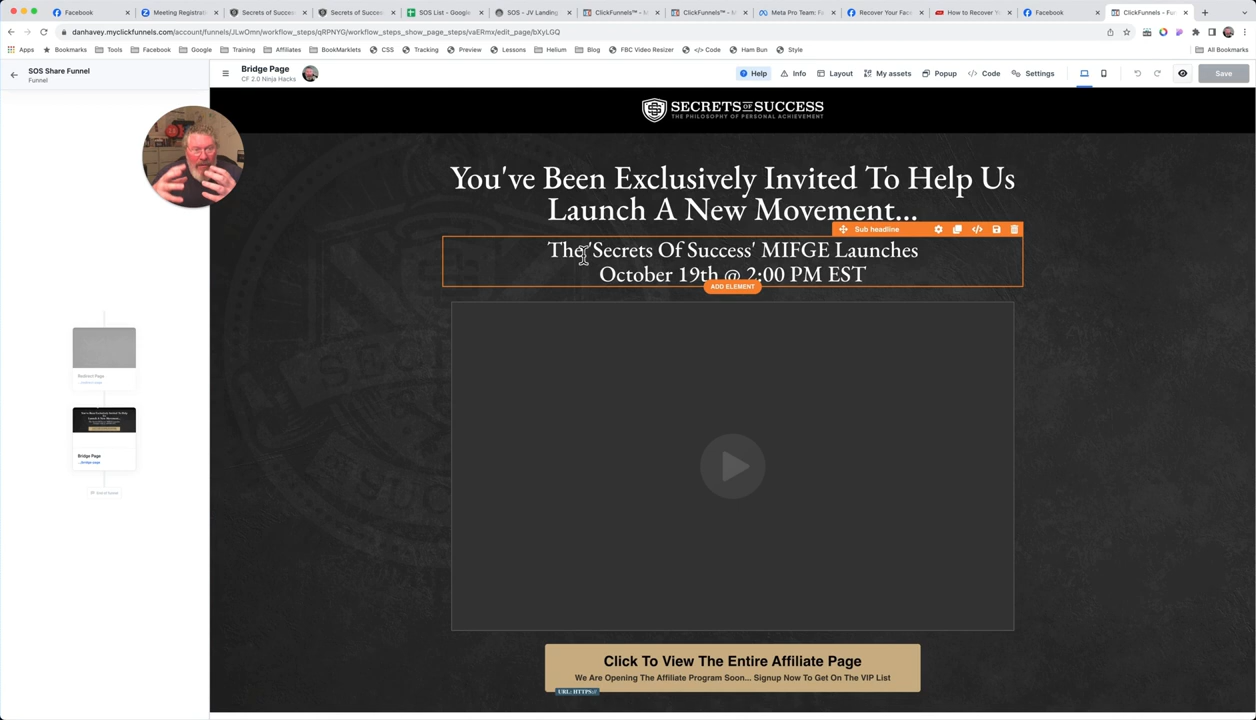 Facebook
Meeting Registrati
Secrets of Succes
Secrets of Succes
SOS List - Google
SOS - JV Landing
ClickFunnels™ - M
ClickFunnels™ - M
Meta Pro Team: Fa
Recover Your Face
How to Recover Yo
Facebook
ClickFunnels - Fun
danhavey.myclickfunnels.com/account/funnels/JLwOmn/workflow_steps/qRPNYG/workflow_steps_show_page_steps/vaERmx/edit_page/bXyLGQ
Apps
Bookmarks
Tools
Facebook
Google
Training
Affiliates
BookMarklets
CSS
Tracking
Preview
Lessons
Helium
Blog
FBC Video Resizer
</> Code
Ham Bun
Style
All Bookmarks
SOS Share Funnel
Funnel
Bridge Page
CF 2.0 Ninja Hacks
Help
Info
Layout
My assets
Popup
Code
Settings
Save
SECRETS OF SUCCESS
THE PHILOSOPHY OF PERSONAL ACHIEVEMENT
You've Been Exclusively Invited To Help Us
Launch A New Movement...
Sub headline
The 'Secrets Of Success' MIFGE Launches
October 19th @ 2:00 PM EST
ADD ELEMENT
Redirect Page
Bridge Page
...bridge-page
Click To View The Entire Affiliate Page
We Are Opening The Affiliate Program Soon... Signup Now To Get On The VIP List
URL: HTTPS://